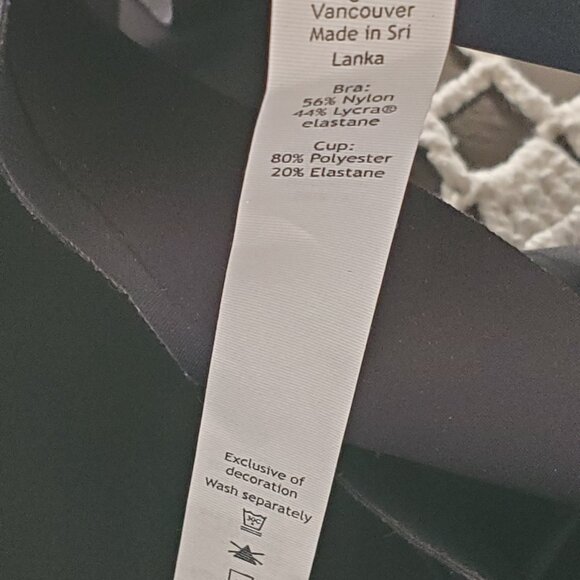 Vancouver
Made in Sri
Lanka
Bra:
56% Nylon
44% Lycra®
elastane
Cup:
80% Polyester
20% Elastane
Exclusive of
decoration
Wash separately
30C